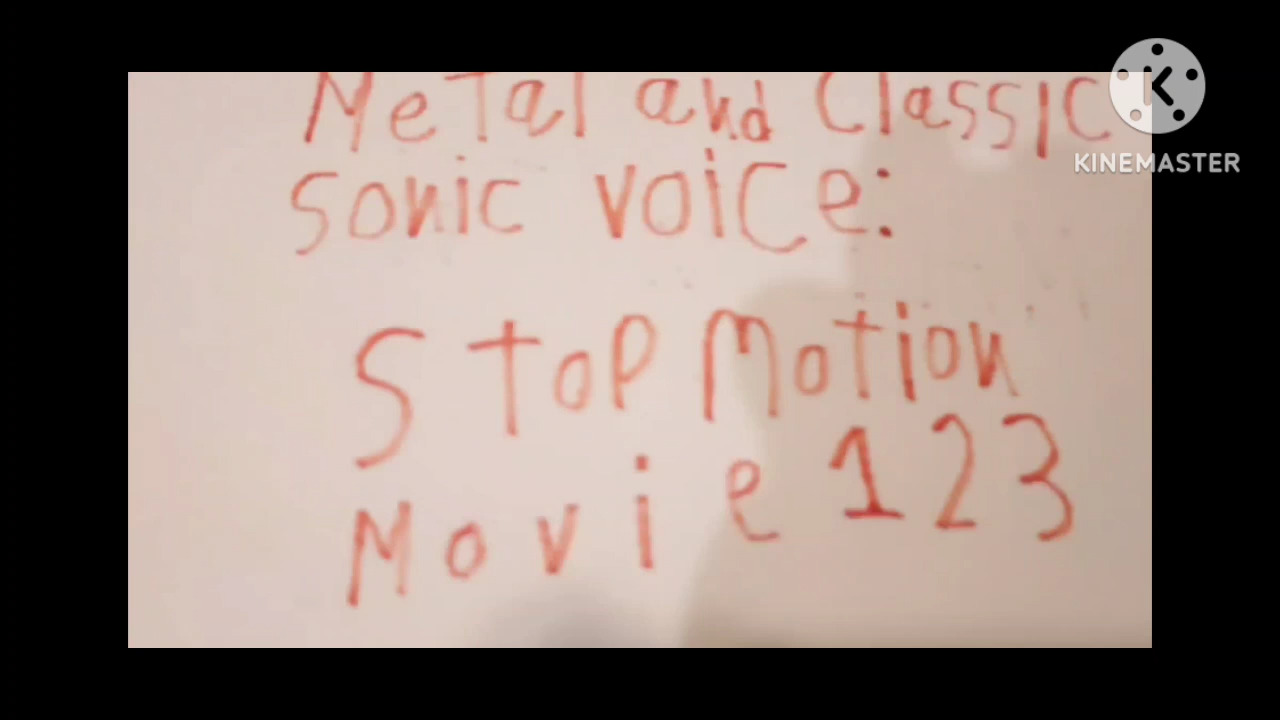 Metal and Classic
Sonic voice:
Stop Motion
Movie 123
KINEMASTER